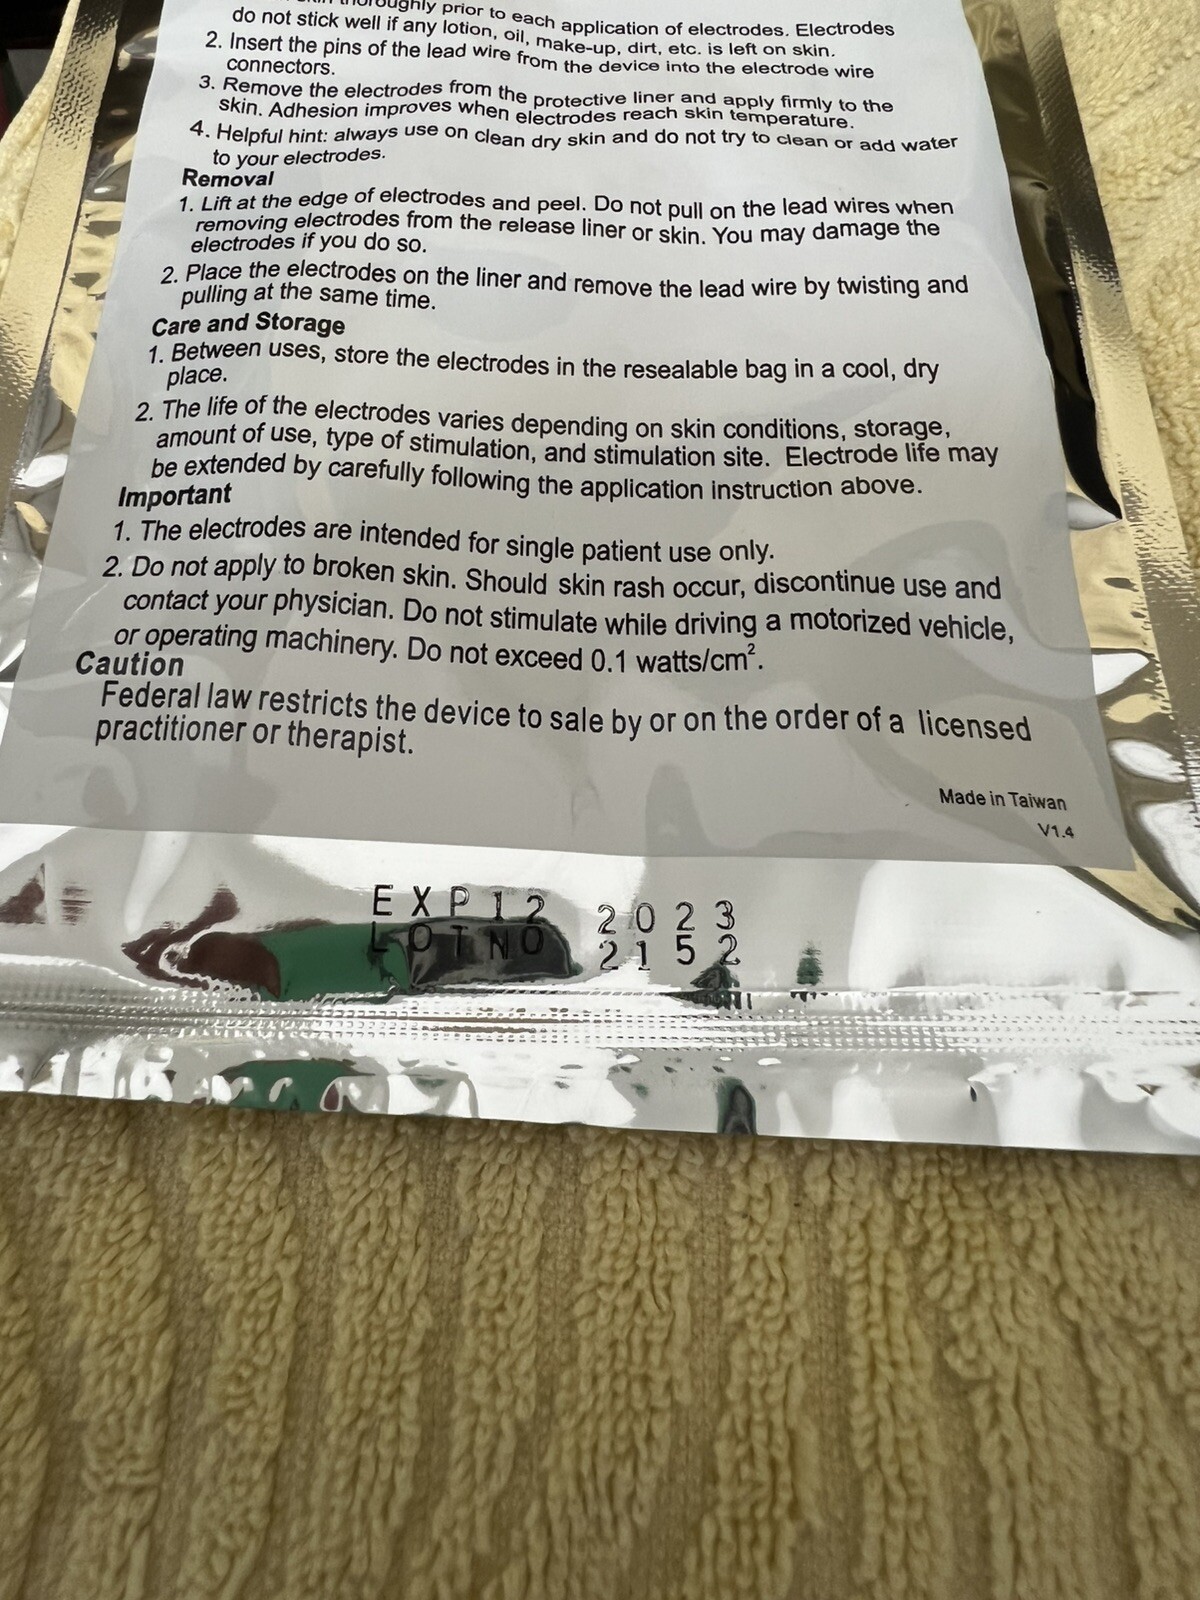 thoroughly prior to each application of electrodes. Electrodes
do not stick well if any lotion, oil, make-up, dirt, etc. is left on skin.
2. Insert the pins of the lead wire from the device into the electrode wire
connectors.
3. Remove the electrodes from the protective liner and apply firmly to the
skin. Adhesion improves when electrodes reach skin temperature.
4. Helpful hint: always use on clean dry skin and do not try to clean or add water
to your electrodes.
Removal
1. Lift at the edge of electrodes and peel. Do not pull on the lead wires when
removing electrodes from the release liner or skin. You may damage the
electrodes if you do so.
2. Place the electrodes on the liner and remove the lead wire by twisting and
pulling at the same time.
Care and Storage
1. Between uses, store the electrodes in the resealable bag in a cool, dry
place.
2. The life of the electrodes varies depending on skin conditions, storage,
amount of use, type of stimulation, and stimulation site. Electrode life may
be extended by carefully following the application instruction above.
Important
1. The electrodes are intended for single patient use only.
2. Do not apply to broken skin. Should skin rash occur, discontinue use and
contact your physician. Do not stimulate while driving a motorized vehicle,
or operating machinery. Do not exceed 0.1 watts/cm².
Caution
Federal law restricts the device to sale by or on the order of a licensed
practitioner or therapist.
Made in Taiwan
V1.4
EXP12 2023
LOTNO 2152